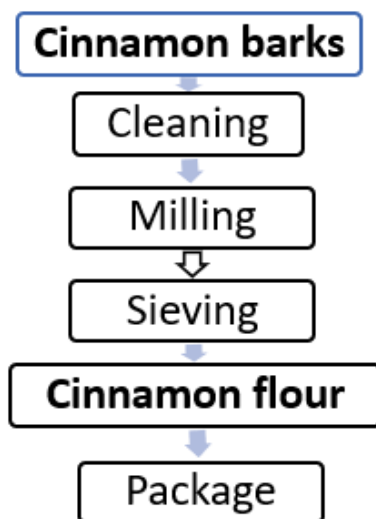 Cinnamon barks
Cleaning
Milling
Sieving
Cinnamon flour
Package